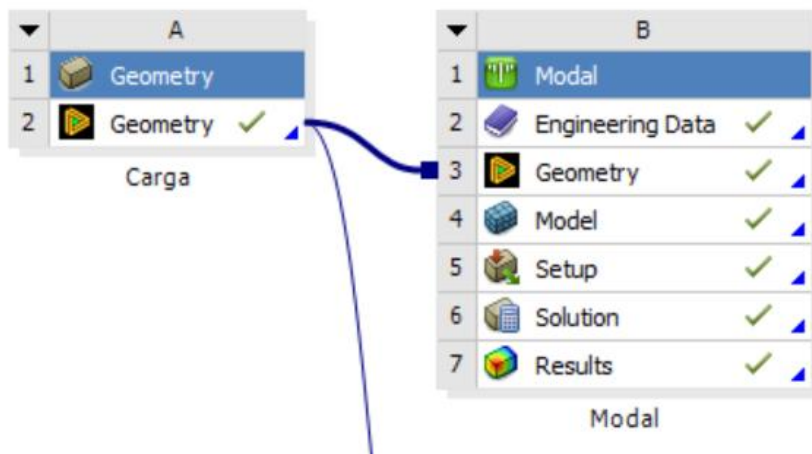 A
1 Geometry
2 Geometry
Carga
B
1 Modal
2 Engineering Data
3 Geometry
4 Model
5 Setup
6 Solution
7 Results
Modal